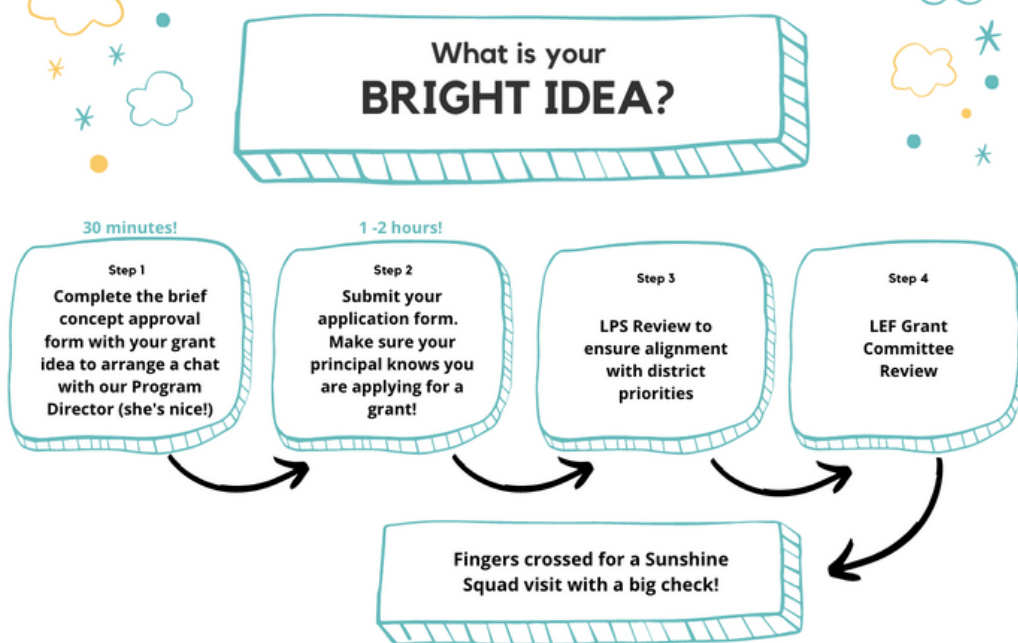 What is your
BRIGHT IDEA?
30 minutes!
Step 1
Complete the brief
concept approval
form with your grant
idea to arrange a chat
with our Program
Director (she's nice!)
1 -2 hours!
Step 2
Submit your
application form.
Make sure your
principal knows you
are applying for a
grant!
Step 3
LPS Review to
ensure alignment
with district
priorities
Step 4
LEF Grant
Committee
Review
Fingers crossed for a Sunshine
Squad visit with a big check!